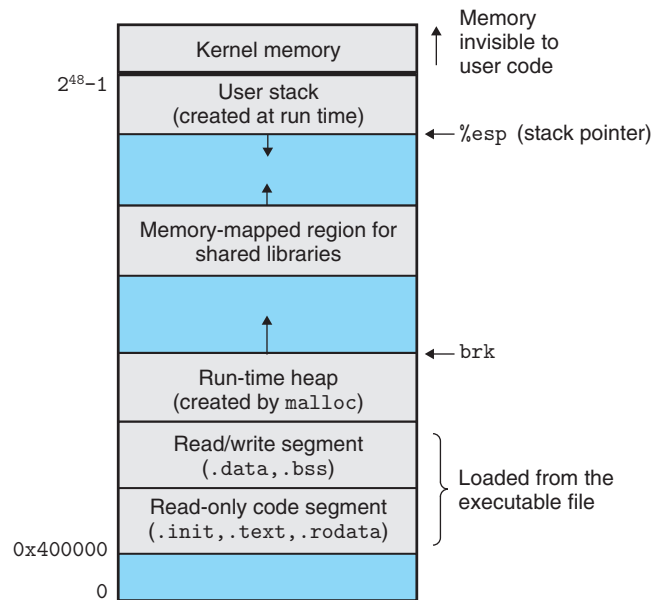 Memory
invisible to
user code
Kernel memory
2⁴⁸−1
User stack
(created at run time)
%esp (stack pointer)
Memory-mapped region for
shared libraries
brk
Run-time heap
(created by malloc)
Read/write segment
(.data,.bss)
Loaded from the
executable file
Read-only code segment
(.init,.text,.rodata)
0x400000
0